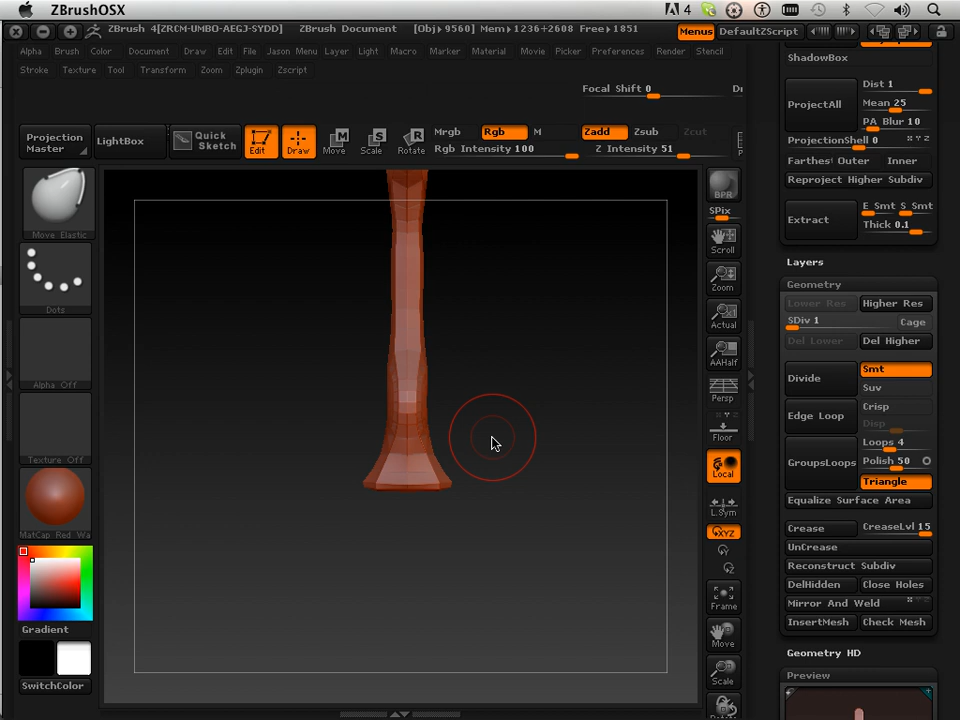 ZBrushOSX
4
ZBrush 4[ZRCM-UMBO-AEGJ-SYDD] ZBrush Document [Obj>9560] Mem>1236+2608 Free>1851 Menus DefaultZScript
Alpha Brush Color Document Draw Edit File Jason Menu Layer Light Macro Marker Material Movie Picker Preferences Render Stencil
Stroke Texture Tool Transform Zoom Zplugin Zscript
Focal Shift 0
Projection Master
LightBox
Quick Sketch
Edit
Draw
Move
Scale
Rotate
Mrgb Rgb M Zadd Zsub Zcut
Rgb Intensity 100 Z Intensity 51
Move Elastic
Dots
Alpha Off
Texture Off
MatCap Red Wa
Gradient
SwitchColor
BPR
SPix
Scroll
Zoom
Actual
AAHalf
Persp
Floor
Local
L.Sym
XYZ
Y
Z
Frame
Move
Scale
ShadowBox
ProjectAll
Dist 1
Mean 25
PA Blur 10
ProjectionShell 0 X Y Z
Farthest Outer Inner
Reproject Higher Subdiv
Extract
E Smt S Smt
Thick 0.1
Layers
Geometry
Lower Res Higher Res
SDiv 1 Cage
Del Lower Del Higher
Divide
Smt
Suv
Edge Loop
Crisp
Disp
GroupsLoops
Loops 4
Polish 50
Triangle
Equalize Surface Area
Crease CreaseLvl 15
UnCrease
Reconstruct Subdiv
DelHidden Close Holes
Mirror And Weld
InsertMesh Check Mesh
Geometry HD
Preview